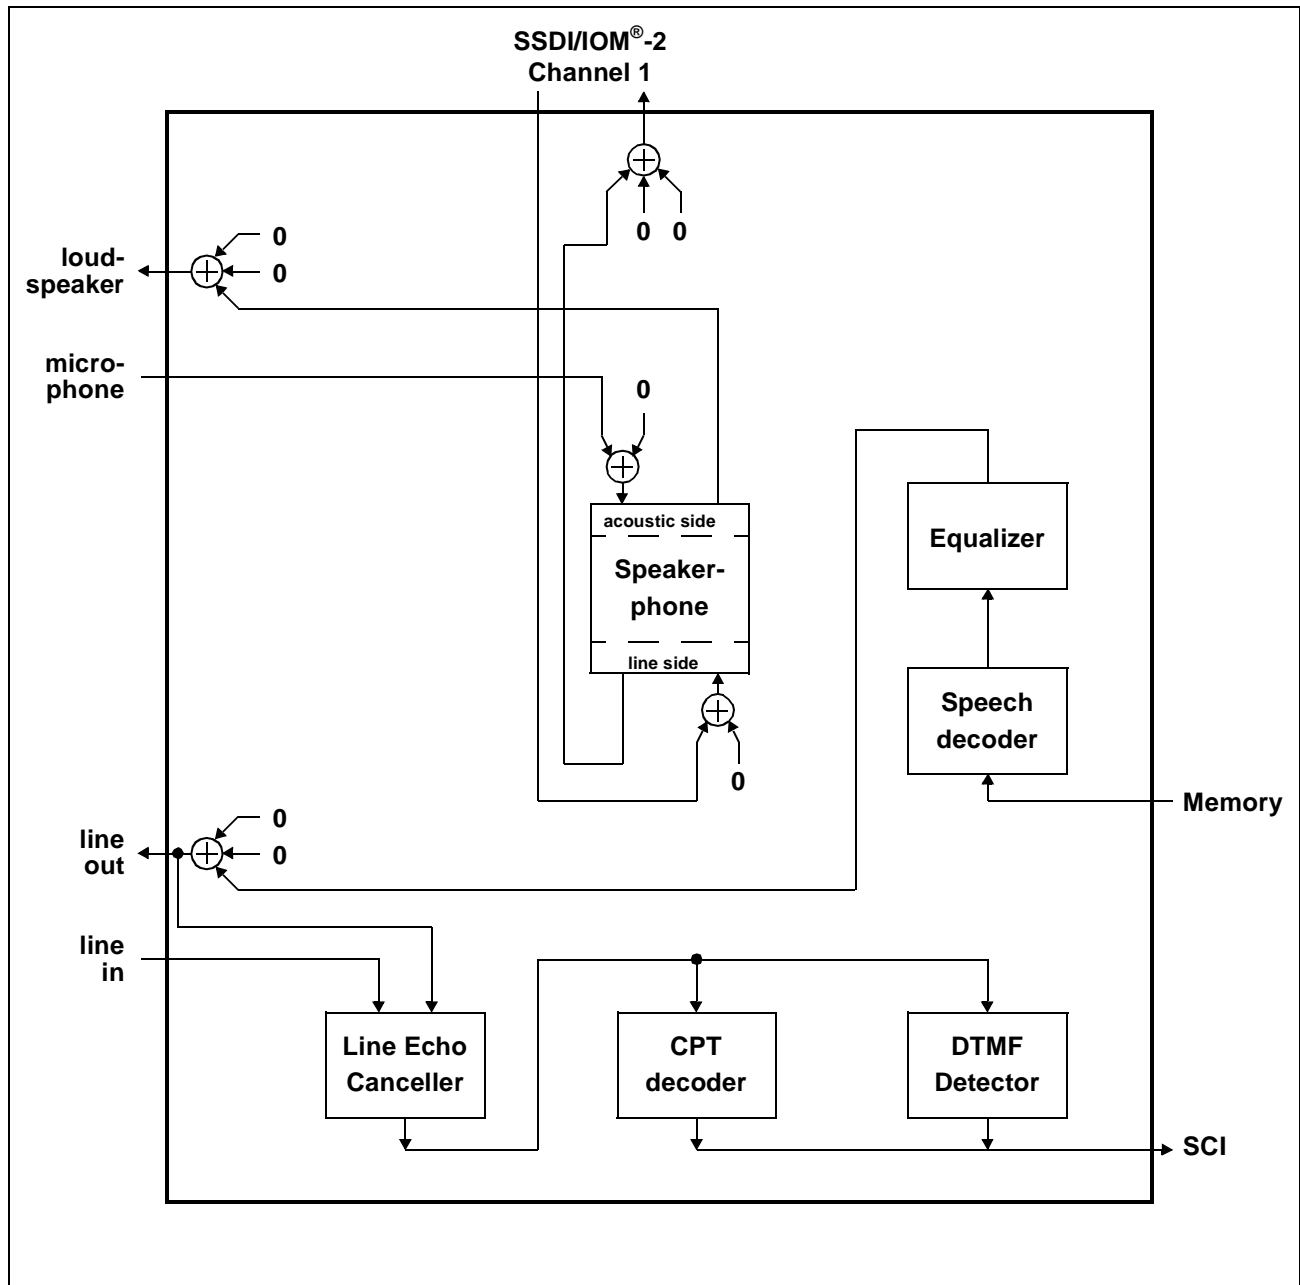 SSDI/IOM®-2
Channel 1
0 0
0
loud-
speaker
0
micro-
phone
0
acoustic side
Speaker-
phone
line side
Equalizer
Speech
decoder
0
Memory
0
line
out
0
line
in
Line Echo
Canceller
CPT
decoder
DTMF
Detector
SCI